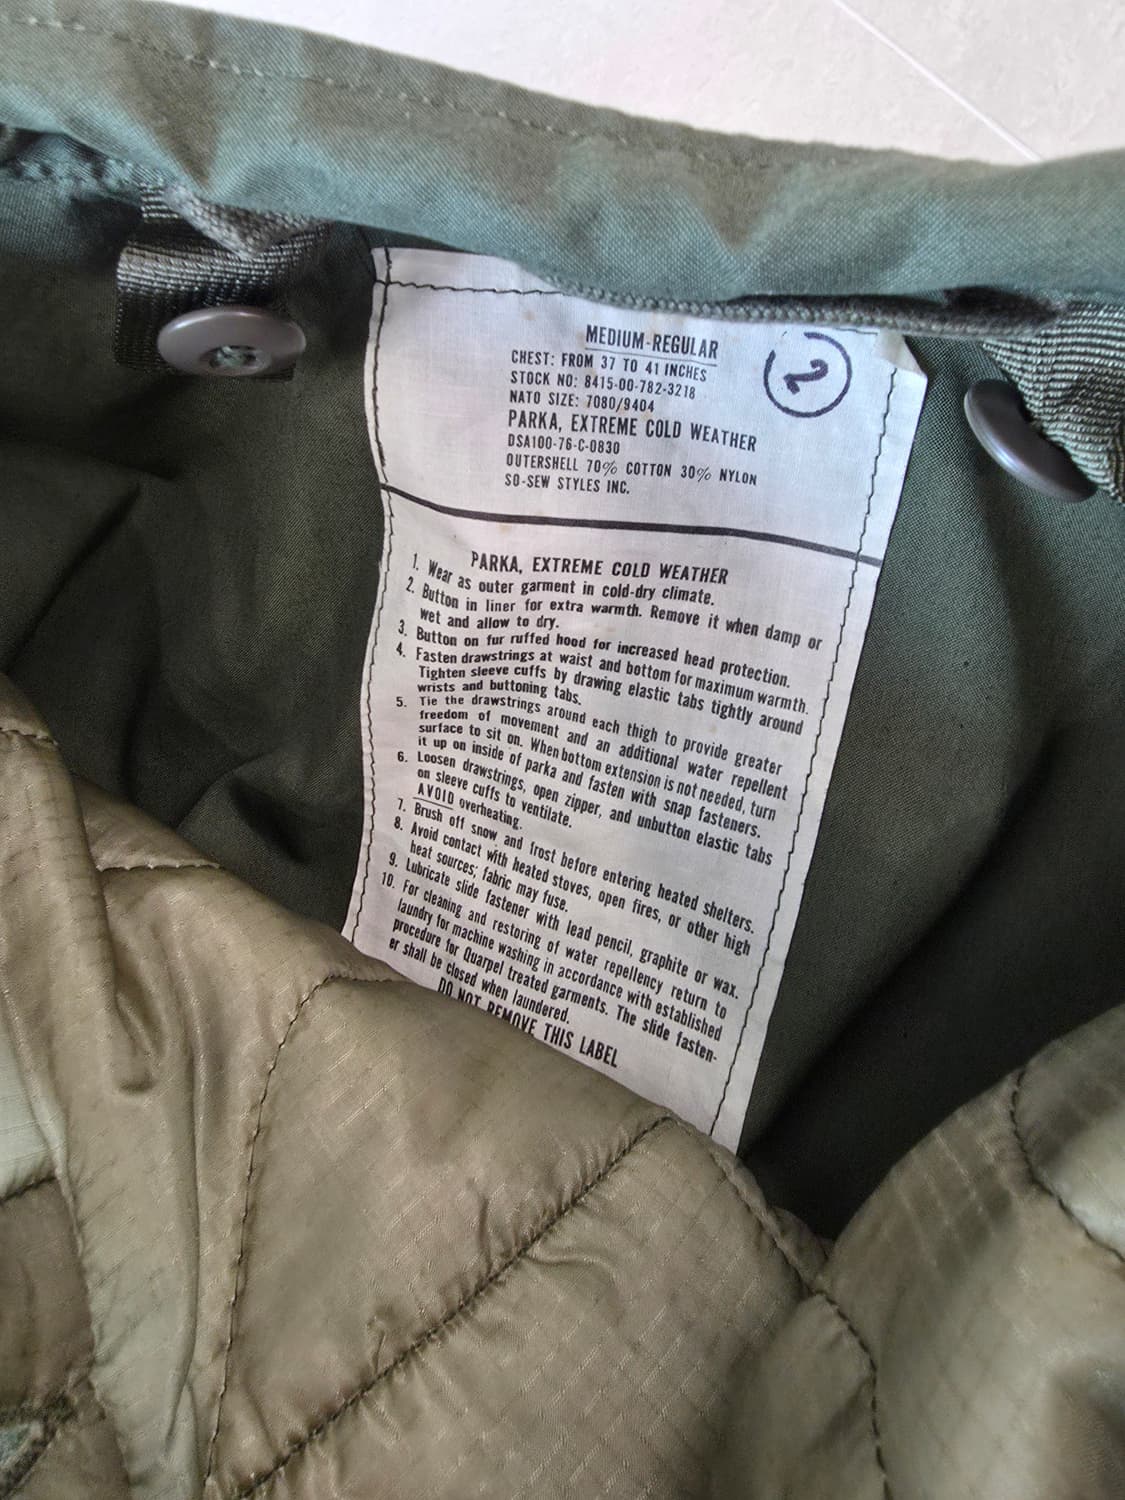 MEDIUM-REGULAR
2
CHEST: FROM 37 TO 41 INCHES
STOCK NO: 8415-00-782-3218
NATO SIZE: 7080/9404
PARKA, EXTREME COLD WEATHER
DSA100-76-C-0830
OUTERSHELL 70% COTTON 30% NYLON
SO-SEW STYLES INC.
PARKA, EXTREME COLD WEATHER
1. Wear as outer garment in cold-dry climate.
2. Button in liner for extra warmth. Remove it when damp or
wet and allow to dry.
3. Button on fur ruffed hood for increased head protection.
4. Fasten drawstrings at waist and bottom for maximum warmth.
Tighten sleeve cuffs by drawing elastic tabs tightly around
wrists and buttoning tabs.
5. Tie the drawstrings around each thigh to provide greater
freedom of movement and an additional water repellent
surface to sit on. When bottom extension is not needed, turn
it up on inside of parka and fasten with snap fasteners.
6. Loosen drawstrings, open zipper, and unbutton elastic tabs
on sleeve cuffs to ventilate.
AVOID overheating.
7. Brush off snow and frost before entering heated shelters.
8. Avoid contact with heated stoves, open fires, or other high
heat sources; fabric may fuse.
9. Lubricate slide fastener with lead pencil, graphite or wax.
10. For cleaning and restoring of water repellency return to
laundry for machine washing in accordance with established
procedure for Quarpel treated garments. The slide fasten-
er shall be closed when laundered.
DO NOT REMOVE THIS LABEL